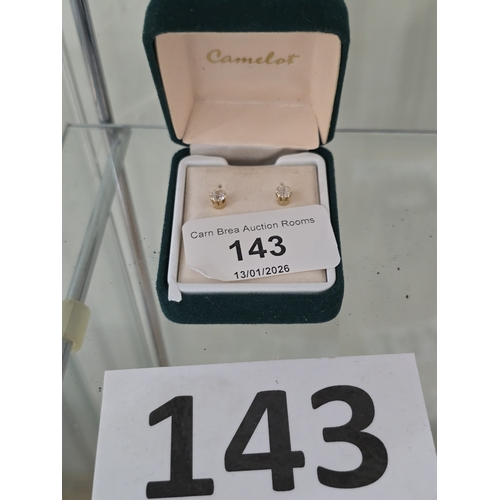 Camelot
Carn Brea Auction Rooms
143
13/01/2026
143